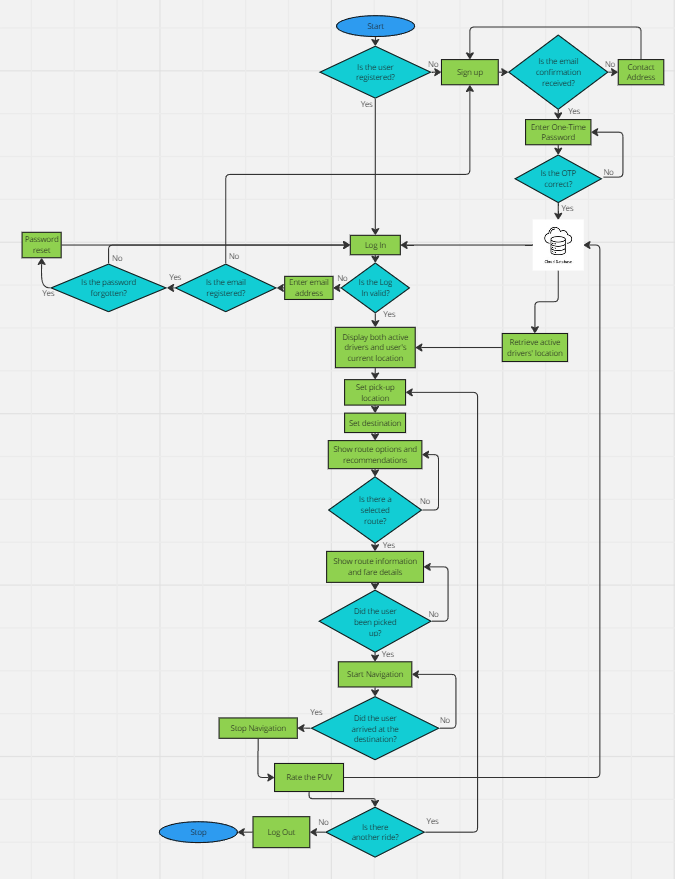 Start
Is the user
registered?
No
Sign up
Is the email
confirmation
received?
No
Contact
Address
Yes
Yes
Enter One-Time
Password
Is the OTP
correct?
No
Yes
Password
reset
Log In
No
No
Is the password
forgotten?
Yes
Yes
Is the email
registered?
Enter email
address
No
Is the Log
In valid?
Yes
Display both active
drivers and user's
current location
Retrieve active
drivers' location
Set pick-up
location
Set destination
Show route options and
recommendations
Is there a
selected
route?
No
Yes
Show route information
and fare details
Did the user
been picked
up?
No
Yes
Start Navigation
Did the user
arrived at the
destination?
Yes
No
Stop Navigation
Rate the PUV
Is there
another ride?
No
Yes
Log Out
Stop